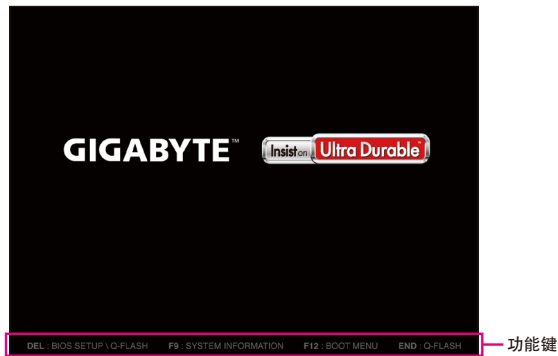 GIGABYTE™ Insist on Ultra Durable™
DEL : BIOS SETUP \ Q-FLASH F9 : SYSTEM INFORMATION F12 : BOOT MENU END : Q-FLASH
功能键